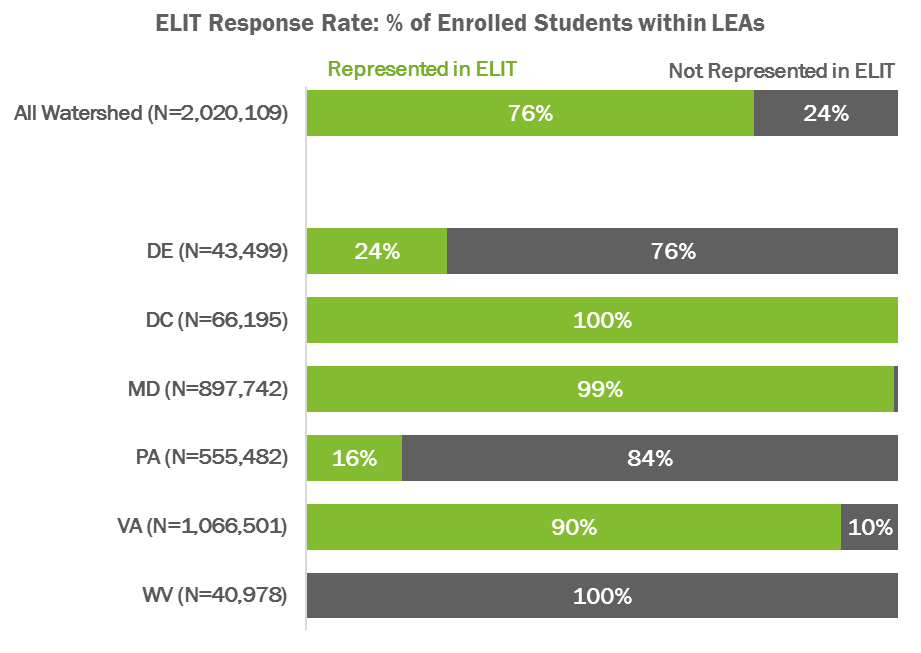 ELIT Response Rate: % of Enrolled Students within LEAs
Represented in ELIT
Not Represented in ELIT
All Watershed (N=2,020,109)
76%
24%
DE (N=43,499)
24%
76%
DC (N=66,195)
100%
MD (N=897,742)
99%
PA (N=555,482)
16%
84%
VA (N=1,066,501)
90%
10%
WV (N=40,978)
100%